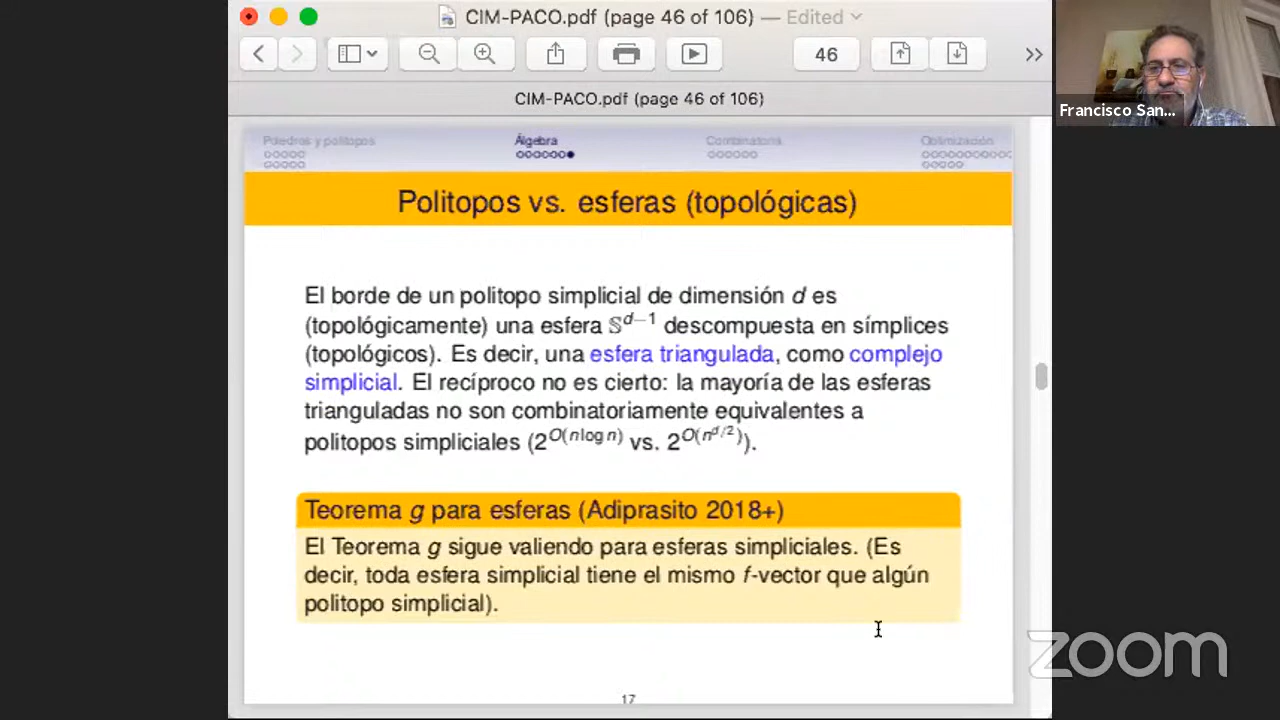 CIM-PACO.pdf (page 46 of 106) — Edited
46
CIM-PACO.pdf (page 46 of 106)
Francisco San...
Poliedros y politopos
Álgebra
Combinatoria
Optimización
Politopos vs. esferas (topológicas)
El borde de un politopo simplicial de dimensión d es
(topológicamente) una esfera 𝕊^{d−1} descompuesta en símplices
(topológicos). Es decir, una esfera triangulada, como complejo
simplicial. El recíproco no es cierto: la mayoría de las esferas
trianguladas no son combinatoriamente equivalentes a
politopos simpliciales (2^{O(n log n)} vs. 2^{O(n^{d/2})}).
Teorema g para esferas (Adiprasito 2018+)
El Teorema g sigue valiendo para esferas simpliciales. (Es
decir, toda esfera simplicial tiene el mismo f-vector que algún
politopo simplicial).
17
zoom